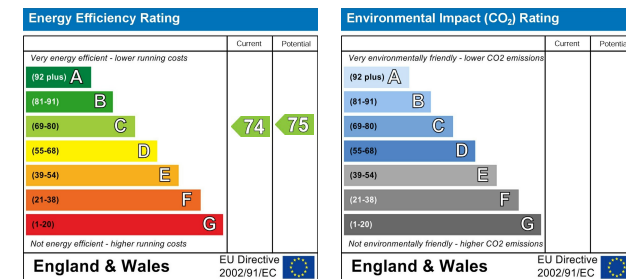 Energy Efficiency Rating
Current Potential
Very energy efficient - lower running costs
(92 plus) A
(81-91) B
(69-80) C 74 75
(55-68) D
(39-54) E
(21-38) F
(1-20) G
Not energy efficient - higher running costs
England & Wales
EU Directive
2002/91/EC
Environmental Impact (CO₂) Rating
Current Potential
Very environmentally friendly - lower CO2 emissions
(92 plus) A
(81-91) B
(69-80) C
(55-68) D
(39-54) E
(21-38) F
(1-20) G
Not environmentally friendly - higher CO2 emissions
England & Wales
EU Directive
2002/91/EC